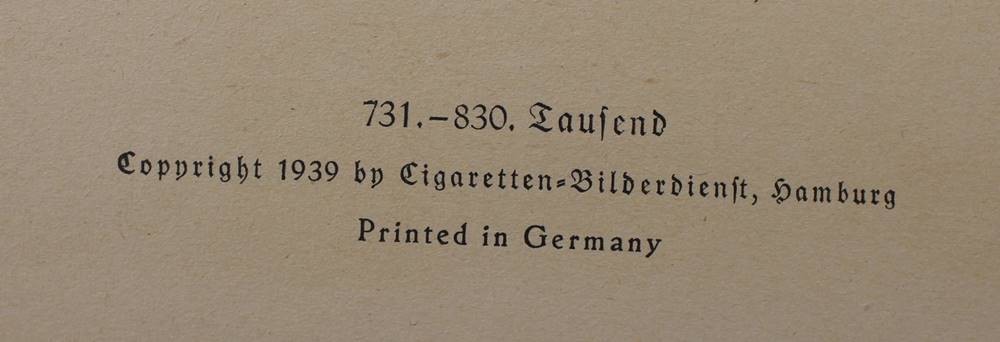 731.–830. Tauſend
Copyright 1939 by Cigaretten-Bilderdienſt, Hamburg
Printed in Germany